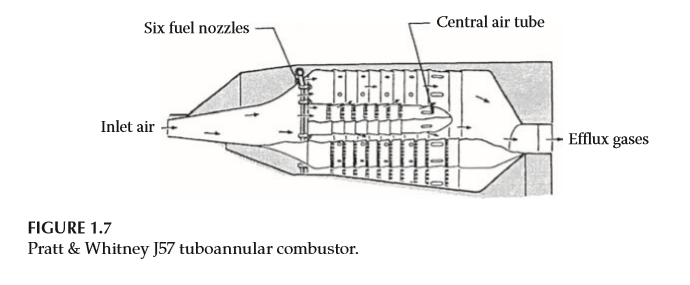 Six fuel nozzles
Central air tube
Inlet air
Efflux gases
FIGURE 1.7
Pratt & Whitney J57 tuboannular combustor.